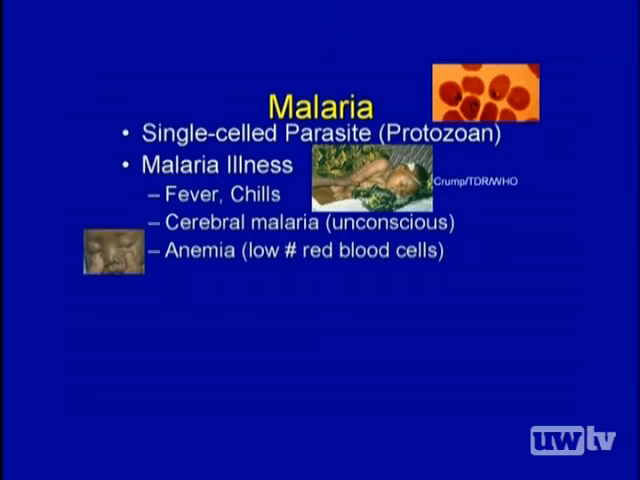 Malaria
• Single-celled Parasite (Protozoan)
• Malaria Illness
Crump/TDR/WHO
– Fever, Chills
– Cerebral malaria (unconscious)
– Anemia (low # red blood cells)
uwtv